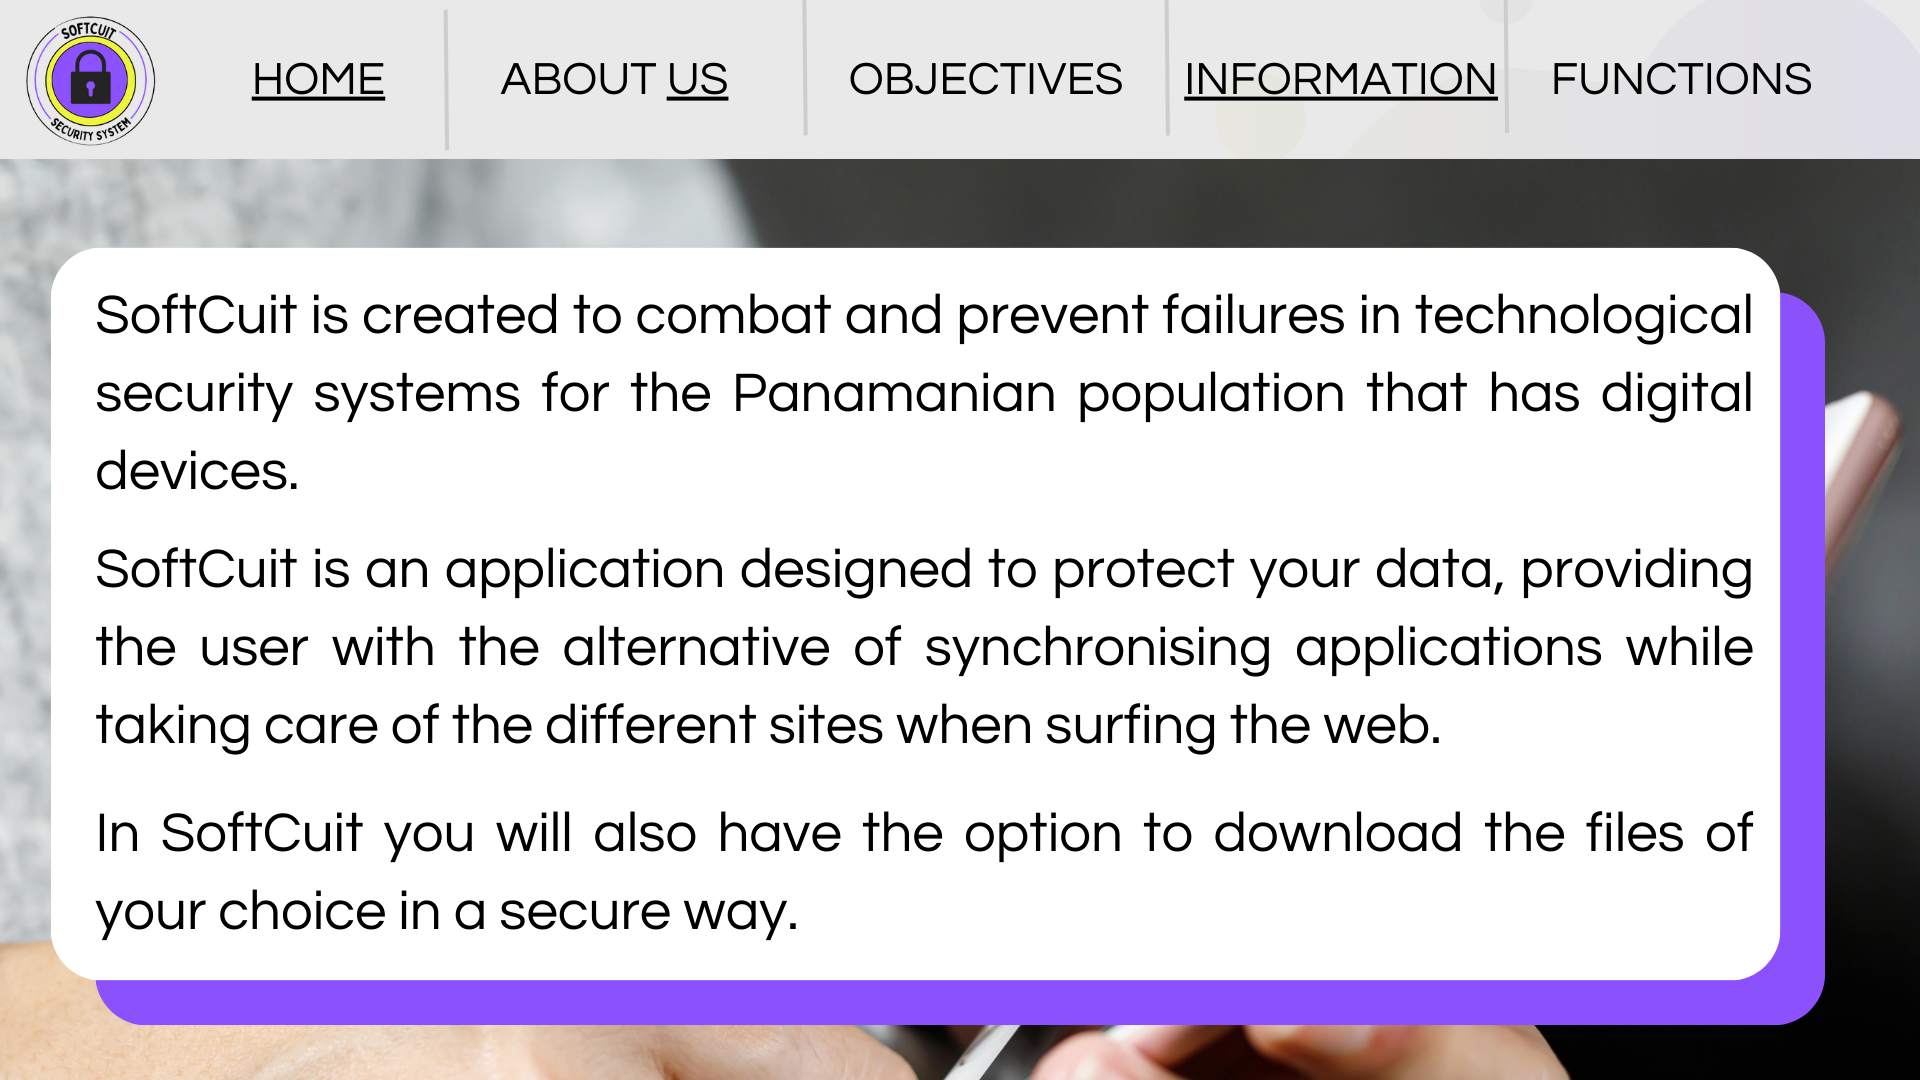 SOFTCUIT
SECURITY SYSTEM
HOME
ABOUT US
OBJECTIVES
INFORMATION
FUNCTIONS
SoftCuit is created to combat and prevent failures in technological
security systems for the Panamanian population that has digital
devices.
SoftCuit is an application designed to protect your data, providing
the user with the alternative of synchronising applications while
taking care of the different sites when surfing the web.
In SoftCuit you will also have the option to download the files of
your choice in a secure way.